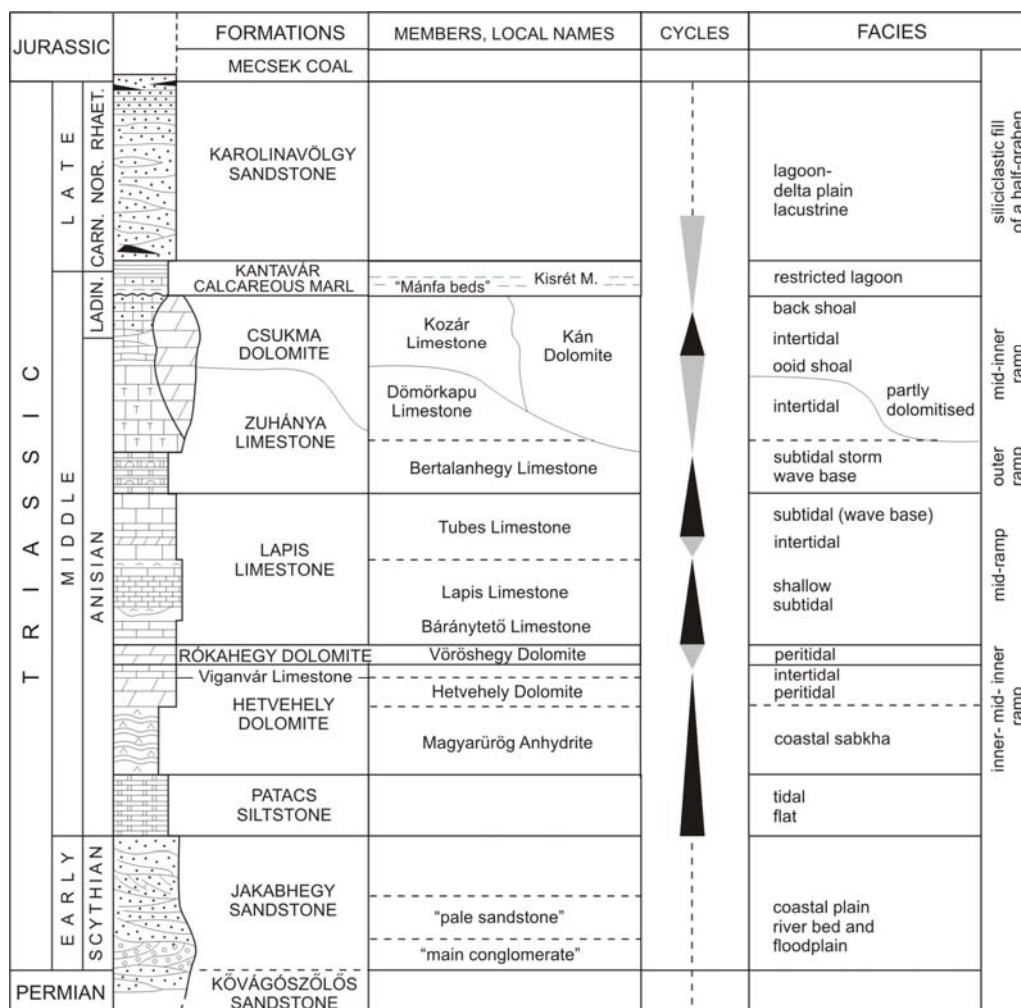 JURASSIC
FORMATIONS
MEMBERS, LOCAL NAMES
CYCLES
FACIES
MECSEK COAL
TRIASSIC
LATE
CARN. NOR. RHAET.
KAROLINAVÖLGY
SANDSTONE
lagoon-
delta plain
lacustrine
siliciclastic fill
of a half-graben
MIDDLE
LADIN.
KANTAVÁR
CALCAREOUS MARL
"Mánfa beds"
Kisrét M.
restricted lagoon
ANISIAN
CSUKMA
DOLOMITE
Kozár
Limestone
Kán
Dolomite
back shoal
intertidal
ooid shoal
mid-inner
ramp
ZUHÁNYA
LIMESTONE
Dömörkapu
Limestone
intertidal
partly
dolomitised
Bertalanhegy Limestone
subtidal storm
wave base
outer
ramp
LAPIS
LIMESTONE
Tubes Limestone
subtidal (wave base)
intertidal
mid-ramp
Lapis Limestone
shallow
subtidal
Báránytető Limestone
RÓKAHEGY DOLOMITE
Vöröshegy Dolomite
peritidal
Viganvár Limestone
intertidal
HETVEHELY
DOLOMITE
Hetvehely Dolomite
peritidal
inner- mid- inner
ramp
Magyarürög Anhydrite
coastal sabkha
PATACS
SILTSTONE
tidal
flat
EARLY
SCYTHIAN
JAKABHEGY
SANDSTONE
"pale sandstone"
"main conglomerate"
coastal plain
river bed and
floodplain
PERMIAN
KŐVÁGÓSZŐLŐS
SANDSTONE